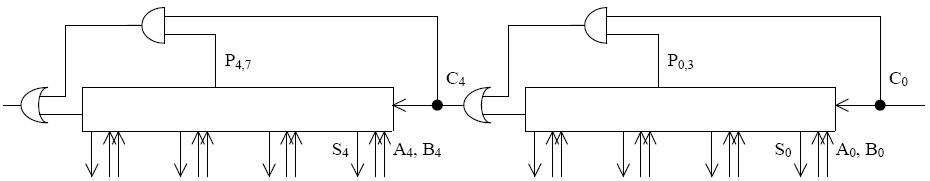 P4,7
C4
P0,3
C0
S4
A4, B4
S0
A0, B0